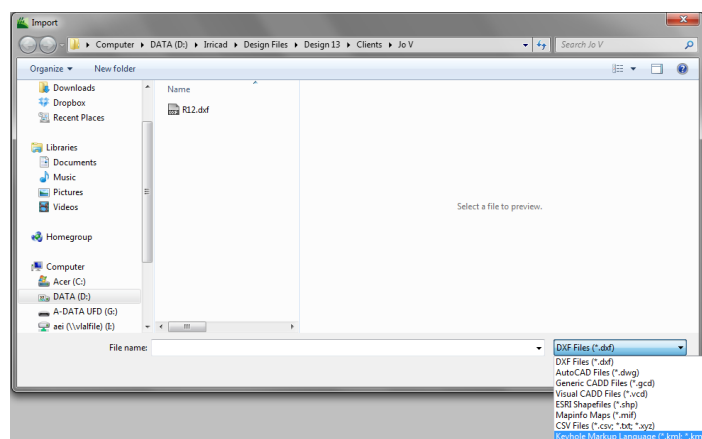 Import
Computer ▸ DATA (D:) ▸ Irricad ▸ Design Files ▸ Design 13 ▸ Clients ▸ Jo V
Search Jo V
Organize
New folder
Downloads
Dropbox
Recent Places
Libraries
Documents
Music
Pictures
Videos
Homegroup
Computer
Acer (C:)
DATA (D:)
A-DATA UFD (G:)
aei (\\vlalfile) (I:)
Name
R12.dxf
Select a file to preview.
File name:
DXF Files (*.dxf)
DXF Files (*.dxf)
AutoCAD Files (*.dwg)
Generic CADD Files (*.gcd)
Visual CADD Files (*.vcd)
ESRI Shapefiles (*.shp)
Mapinfo Maps (*.mif)
CSV Files (*.csv; *.txt; *.xyz)
Keyhole Markup Language (*.kml; *.km